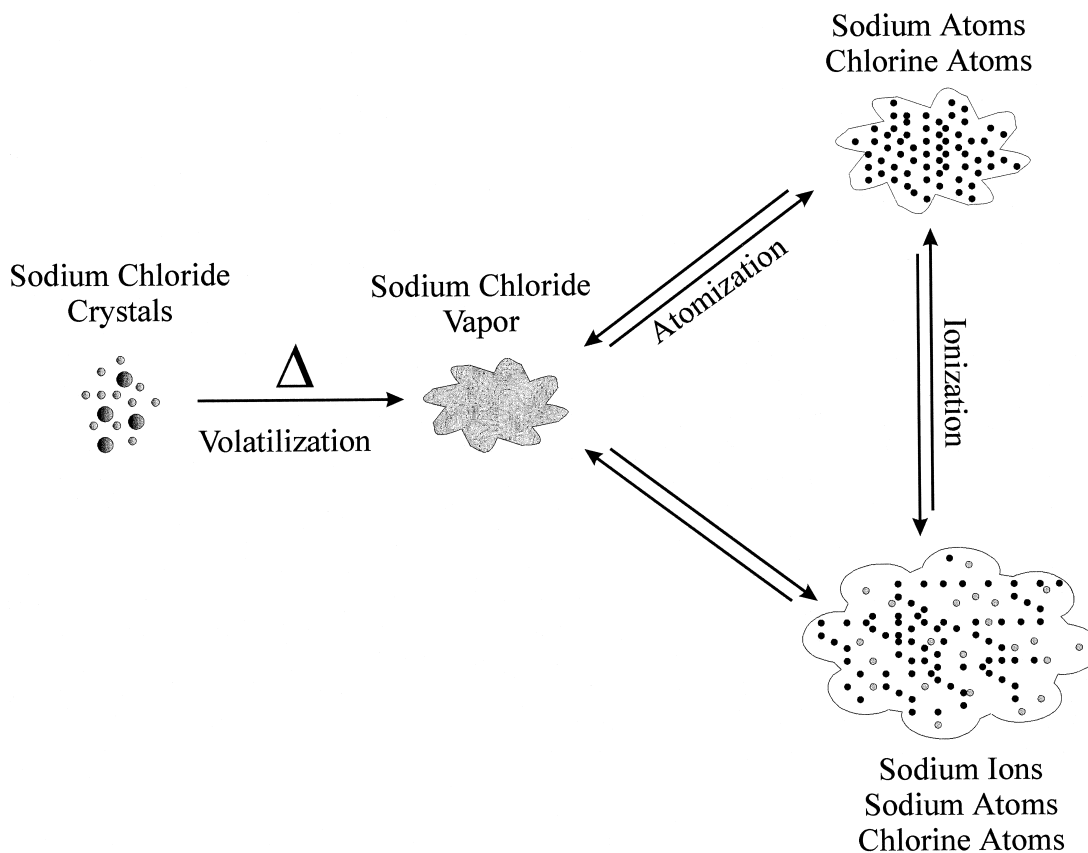 Sodium Atoms
Chlorine Atoms
Sodium Chloride
Crystals
Δ
Volatilization
Sodium Chloride
Vapor
Atomization
Ionization
Sodium Ions
Sodium Atoms
Chlorine Atoms